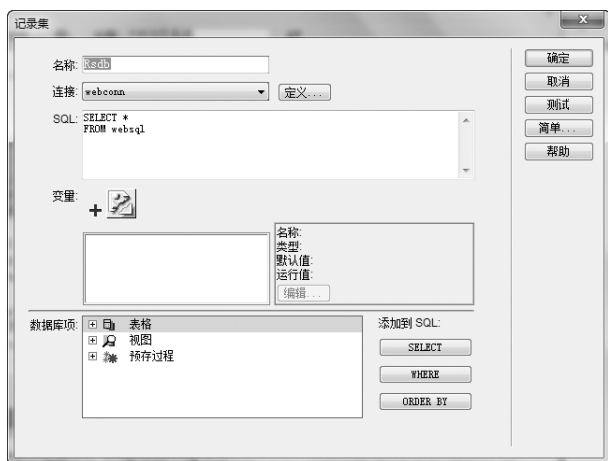 记录集
名称: Rsdb
连接: webconn 定义...
SQL: SELECT *
FROM websql
变量:
名称:
类型:
默认值:
运行值:
编辑...
数据库项: 表格
视图
预存过程
添加到 SQL:
SELECT
WHERE
ORDER BY
确定
取消
测试
简单...
帮助